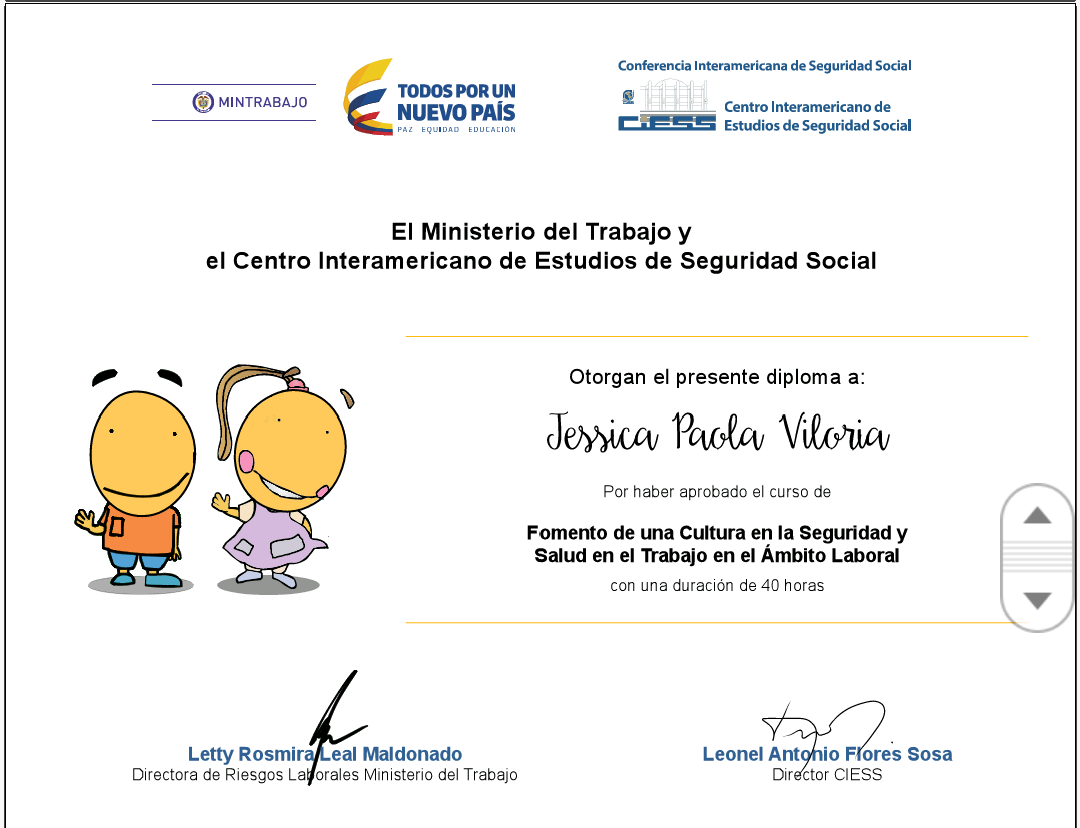 MINTRABAJO
TODOS POR UN
NUEVO PAÍS
PAZ EQUIDAD EDUCACIÓN
Conferencia Interamericana de Seguridad Social
CIESS
Centro Interamericano de
Estudios de Seguridad Social
El Ministerio del Trabajo y
el Centro Interamericano de Estudios de Seguridad Social
Otorgan el presente diploma a:
Jessica Paola Viloria
Por haber aprobado el curso de
Fomento de una Cultura en la Seguridad y
Salud en el Trabajo en el Ámbito Laboral
con una duración de 40 horas
Letty Rosmira Leal Maldonado
Directora de Riesgos Laborales Ministerio del Trabajo
Leonel Antonio Flores Sosa
Director CIESS